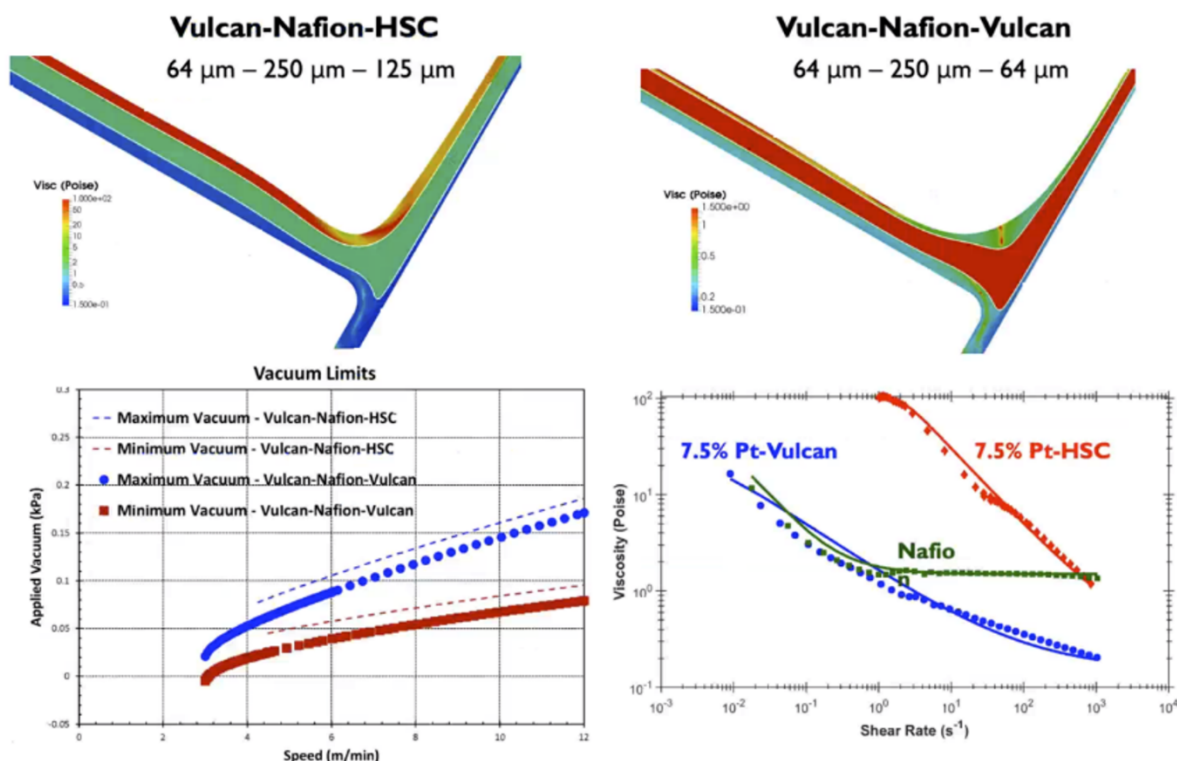 Vulcan-Nafion-HSC
64 μm – 250 μm – 125 μm
Visc (Poise)
1.000e+02
50
20
10
5
2
1
0.5
1.500e-01
Vulcan-Nafion-Vulcan
64 μm – 250 μm – 64 μm
Visc (Poise)
1.500e+00
1
0.5
0.2
1.500e-01
Vacuum Limits
Maximum Vacuum - Vulcan-Nafion-HSC
Minimum Vacuum - Vulcan-Nafion-HSC
Maximum Vacuum - Vulcan-Nafion-Vulcan
Minimum Vacuum - Vulcan-Nafion-Vulcan
Applied Vacuum (kPa)
0.3
0.25
0.2
0.15
0.1
0.05
0
-0.05
0 2 4 6 8 10 12
Speed (m/min)
7.5% Pt-Vulcan
7.5% Pt-HSC
Nafio
n
Viscosity (Poise)
10²
10¹
10⁰
10⁻¹
10⁻³ 10⁻² 10⁻¹ 10⁰ 10¹ 10² 10³ 10⁴
Shear Rate (s⁻¹)